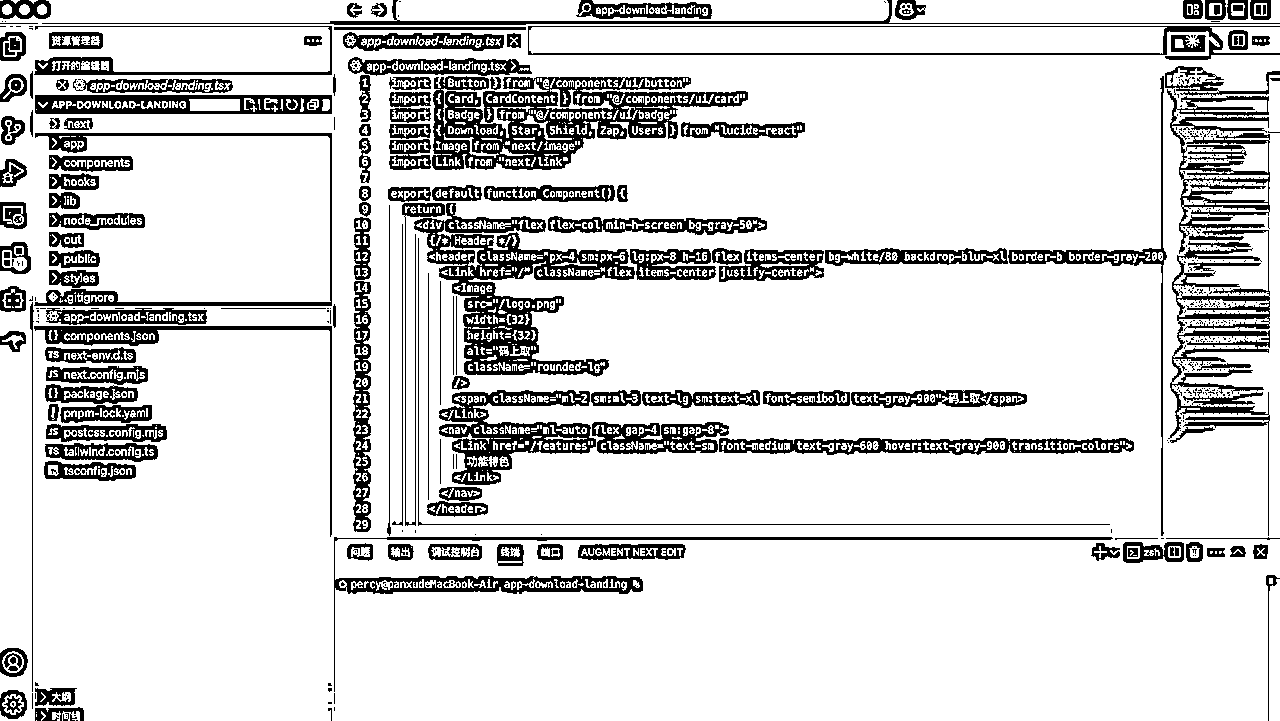 app-download-landing
资源管理器
app-download-landing.tsx
打开的编辑器
app-download-landing.tsx
app-download-landing.tsx > ...
APP-DOWNLOAD-LANDING
.next
app
components
hooks
lib
node_modules
out
public
styles
.gitignore
app-download-landing.tsx
components.json
next-env.d.ts
next.config.mjs
package.json
pnpm-lock.yaml
postcss.config.mjs
tailwind.config.ts
tsconfig.json
大纲
时间线
1 import { Button } from "@/components/ui/button"
2 import { Card, CardContent } from "@/components/ui/card"
3 import { Badge } from "@/components/ui/badge"
4 import { Download, Star, Shield, Zap, Users } from "lucide-react"
5 import Image from "next/image"
6 import Link from "next/link"
7
8 export default function Component() {
9 return (
10 <div className="flex flex-col min-h-screen bg-gray-50">
11 {/* Header */}
12 <header className="px-4 sm:px-6 lg:px-8 h-16 flex items-center bg-white/80 backdrop-blur-xl border-b border-gray-200
13 <Link href="/" className="flex items-center justify-center">
14 <Image
15 src="/logo.png"
16 width={32}
17 height={32}
18 alt="码上取"
19 className="rounded-lg"
20 />
21 <span className="ml-2 sm:ml-3 text-lg sm:text-xl font-semibold text-gray-900">码上取</span>
22 </Link>
23 <nav className="ml-auto flex gap-4 sm:gap-8">
24 <Link href="/features" className="text-sm font-medium text-gray-600 hover:text-gray-900 transition-colors">
25 功能特色
26 </Link>
27 </nav>
28 </header>
29
问题 输出 调试控制台 终端 端口 AUGMENT NEXT EDIT
zsh
percy@panxudeMacBook-Air app-download-landing %